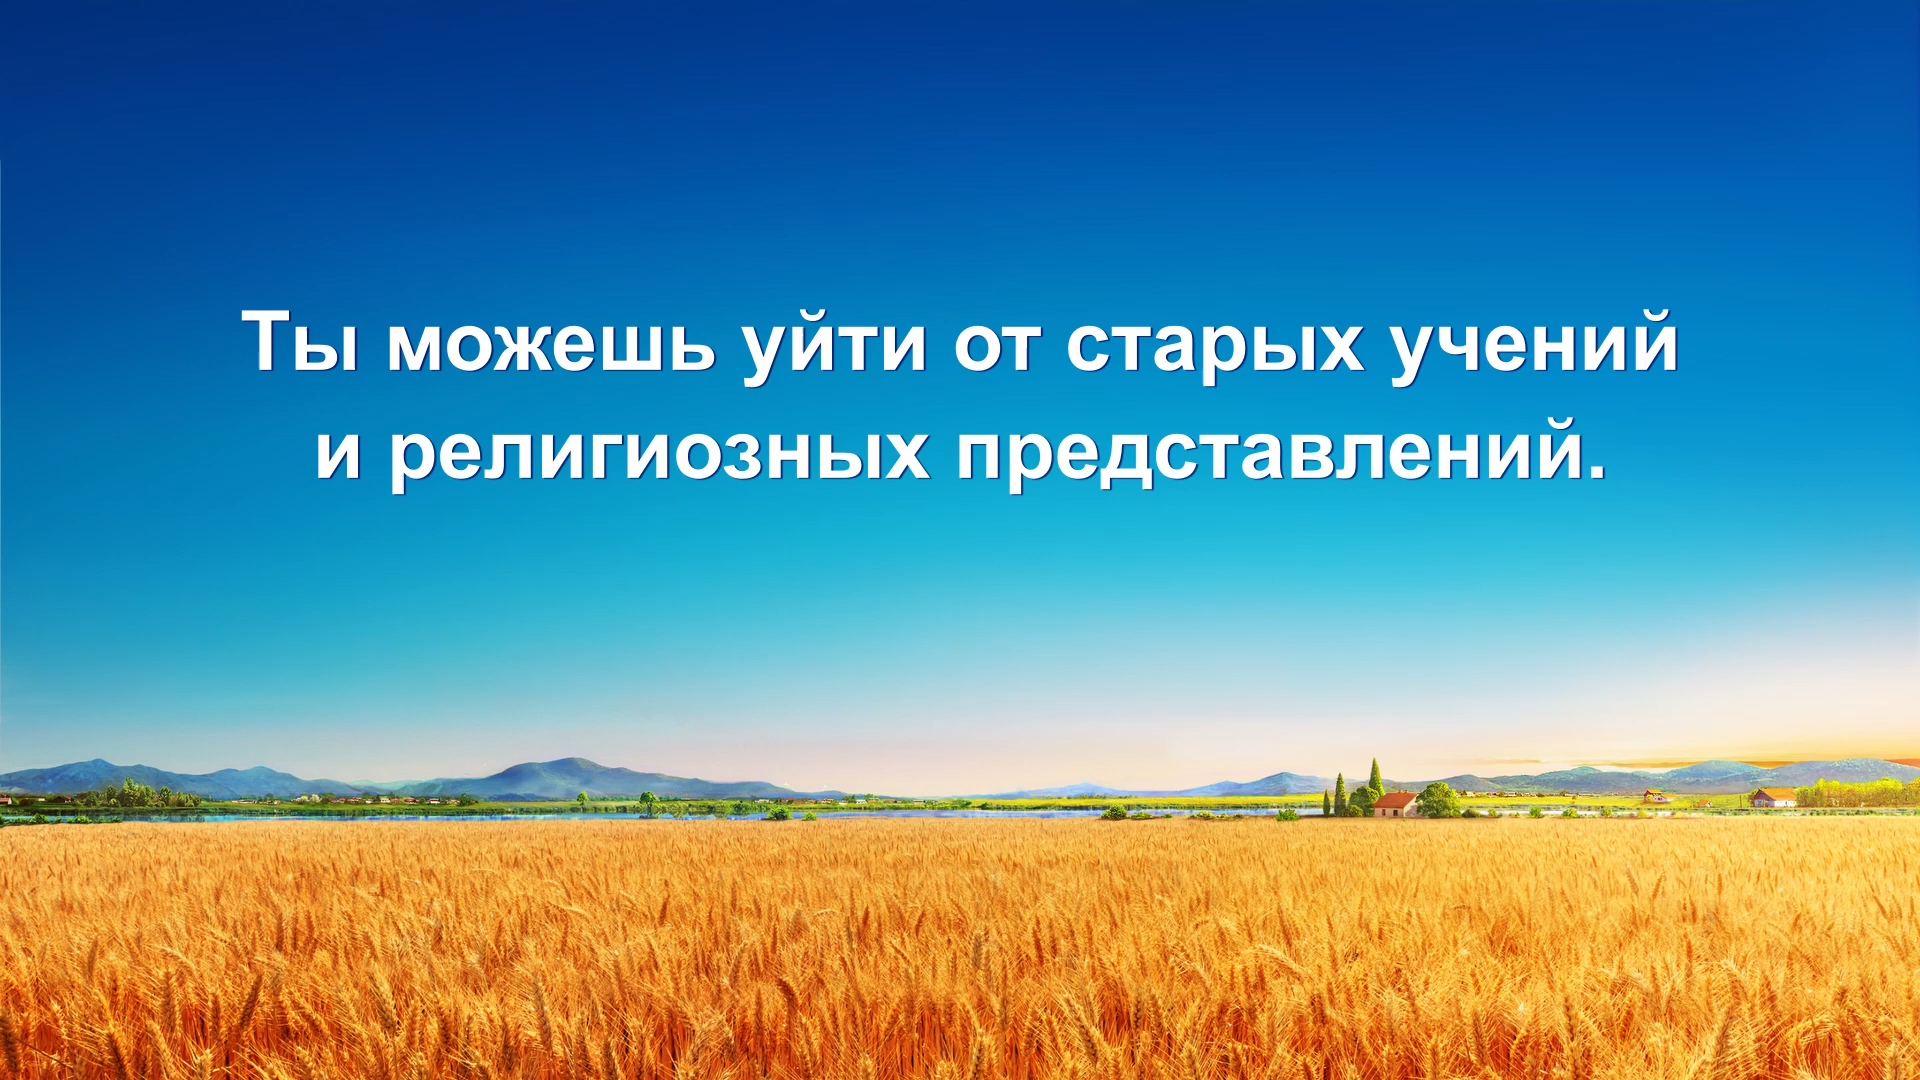 Ты можешь уйти от старых учений
и религиозных представлений.